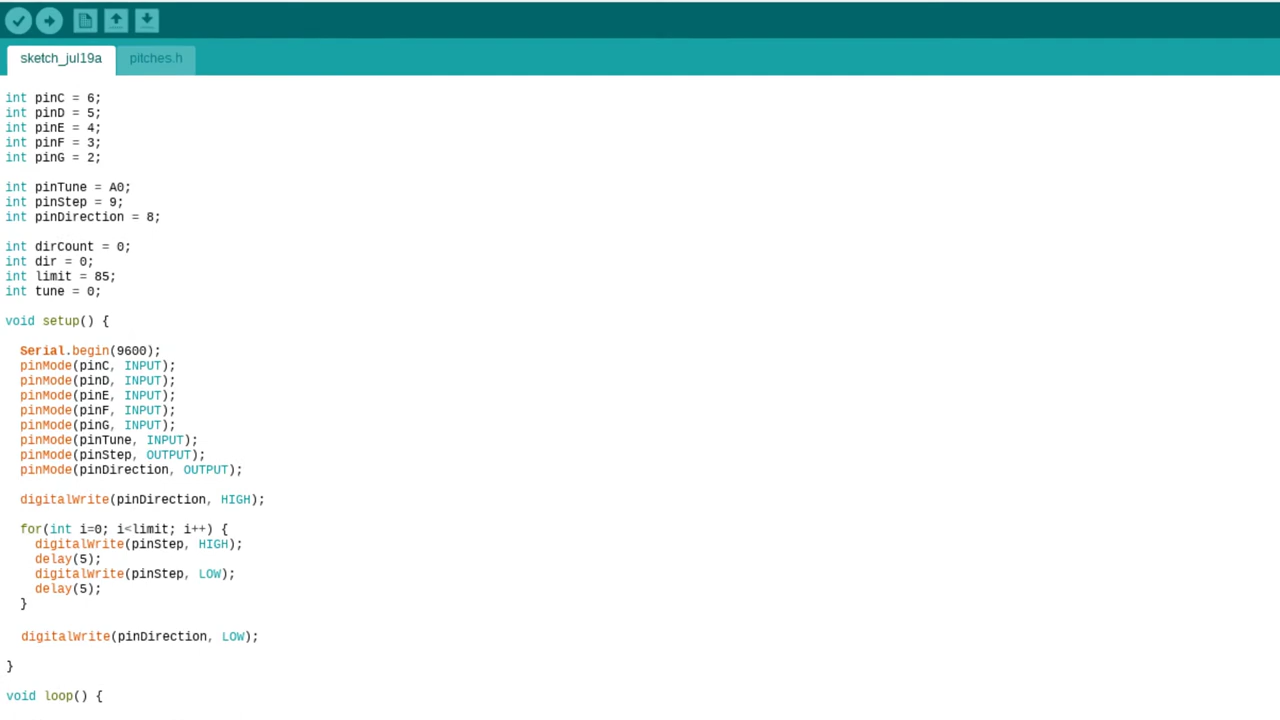 sketch_jul19a
pitches.h
int pinC = 6;
int pinD = 5;
int pinE = 4;
int pinF = 3;
int pinG = 2;
int pinTune = A0;
int pinStep = 9;
int pinDirection = 8;
int dirCount = 0;
int dir = 0;
int limit = 85;
int tune = 0;
void setup() {
Serial.begin(9600);
pinMode(pinC, INPUT);
pinMode(pinD, INPUT);
pinMode(pinE, INPUT);
pinMode(pinF, INPUT);
pinMode(pinG, INPUT);
pinMode(pinTune, INPUT);
pinMode(pinStep, OUTPUT);
pinMode(pinDirection, OUTPUT);
digitalWrite(pinDirection, HIGH);
for(int i=0; i<limit; i++) {
digitalWrite(pinStep, HIGH);
delay(5);
digitalWrite(pinStep, LOW);
delay(5);
}
digitalWrite(pinDirection, LOW);
}
void loop() {